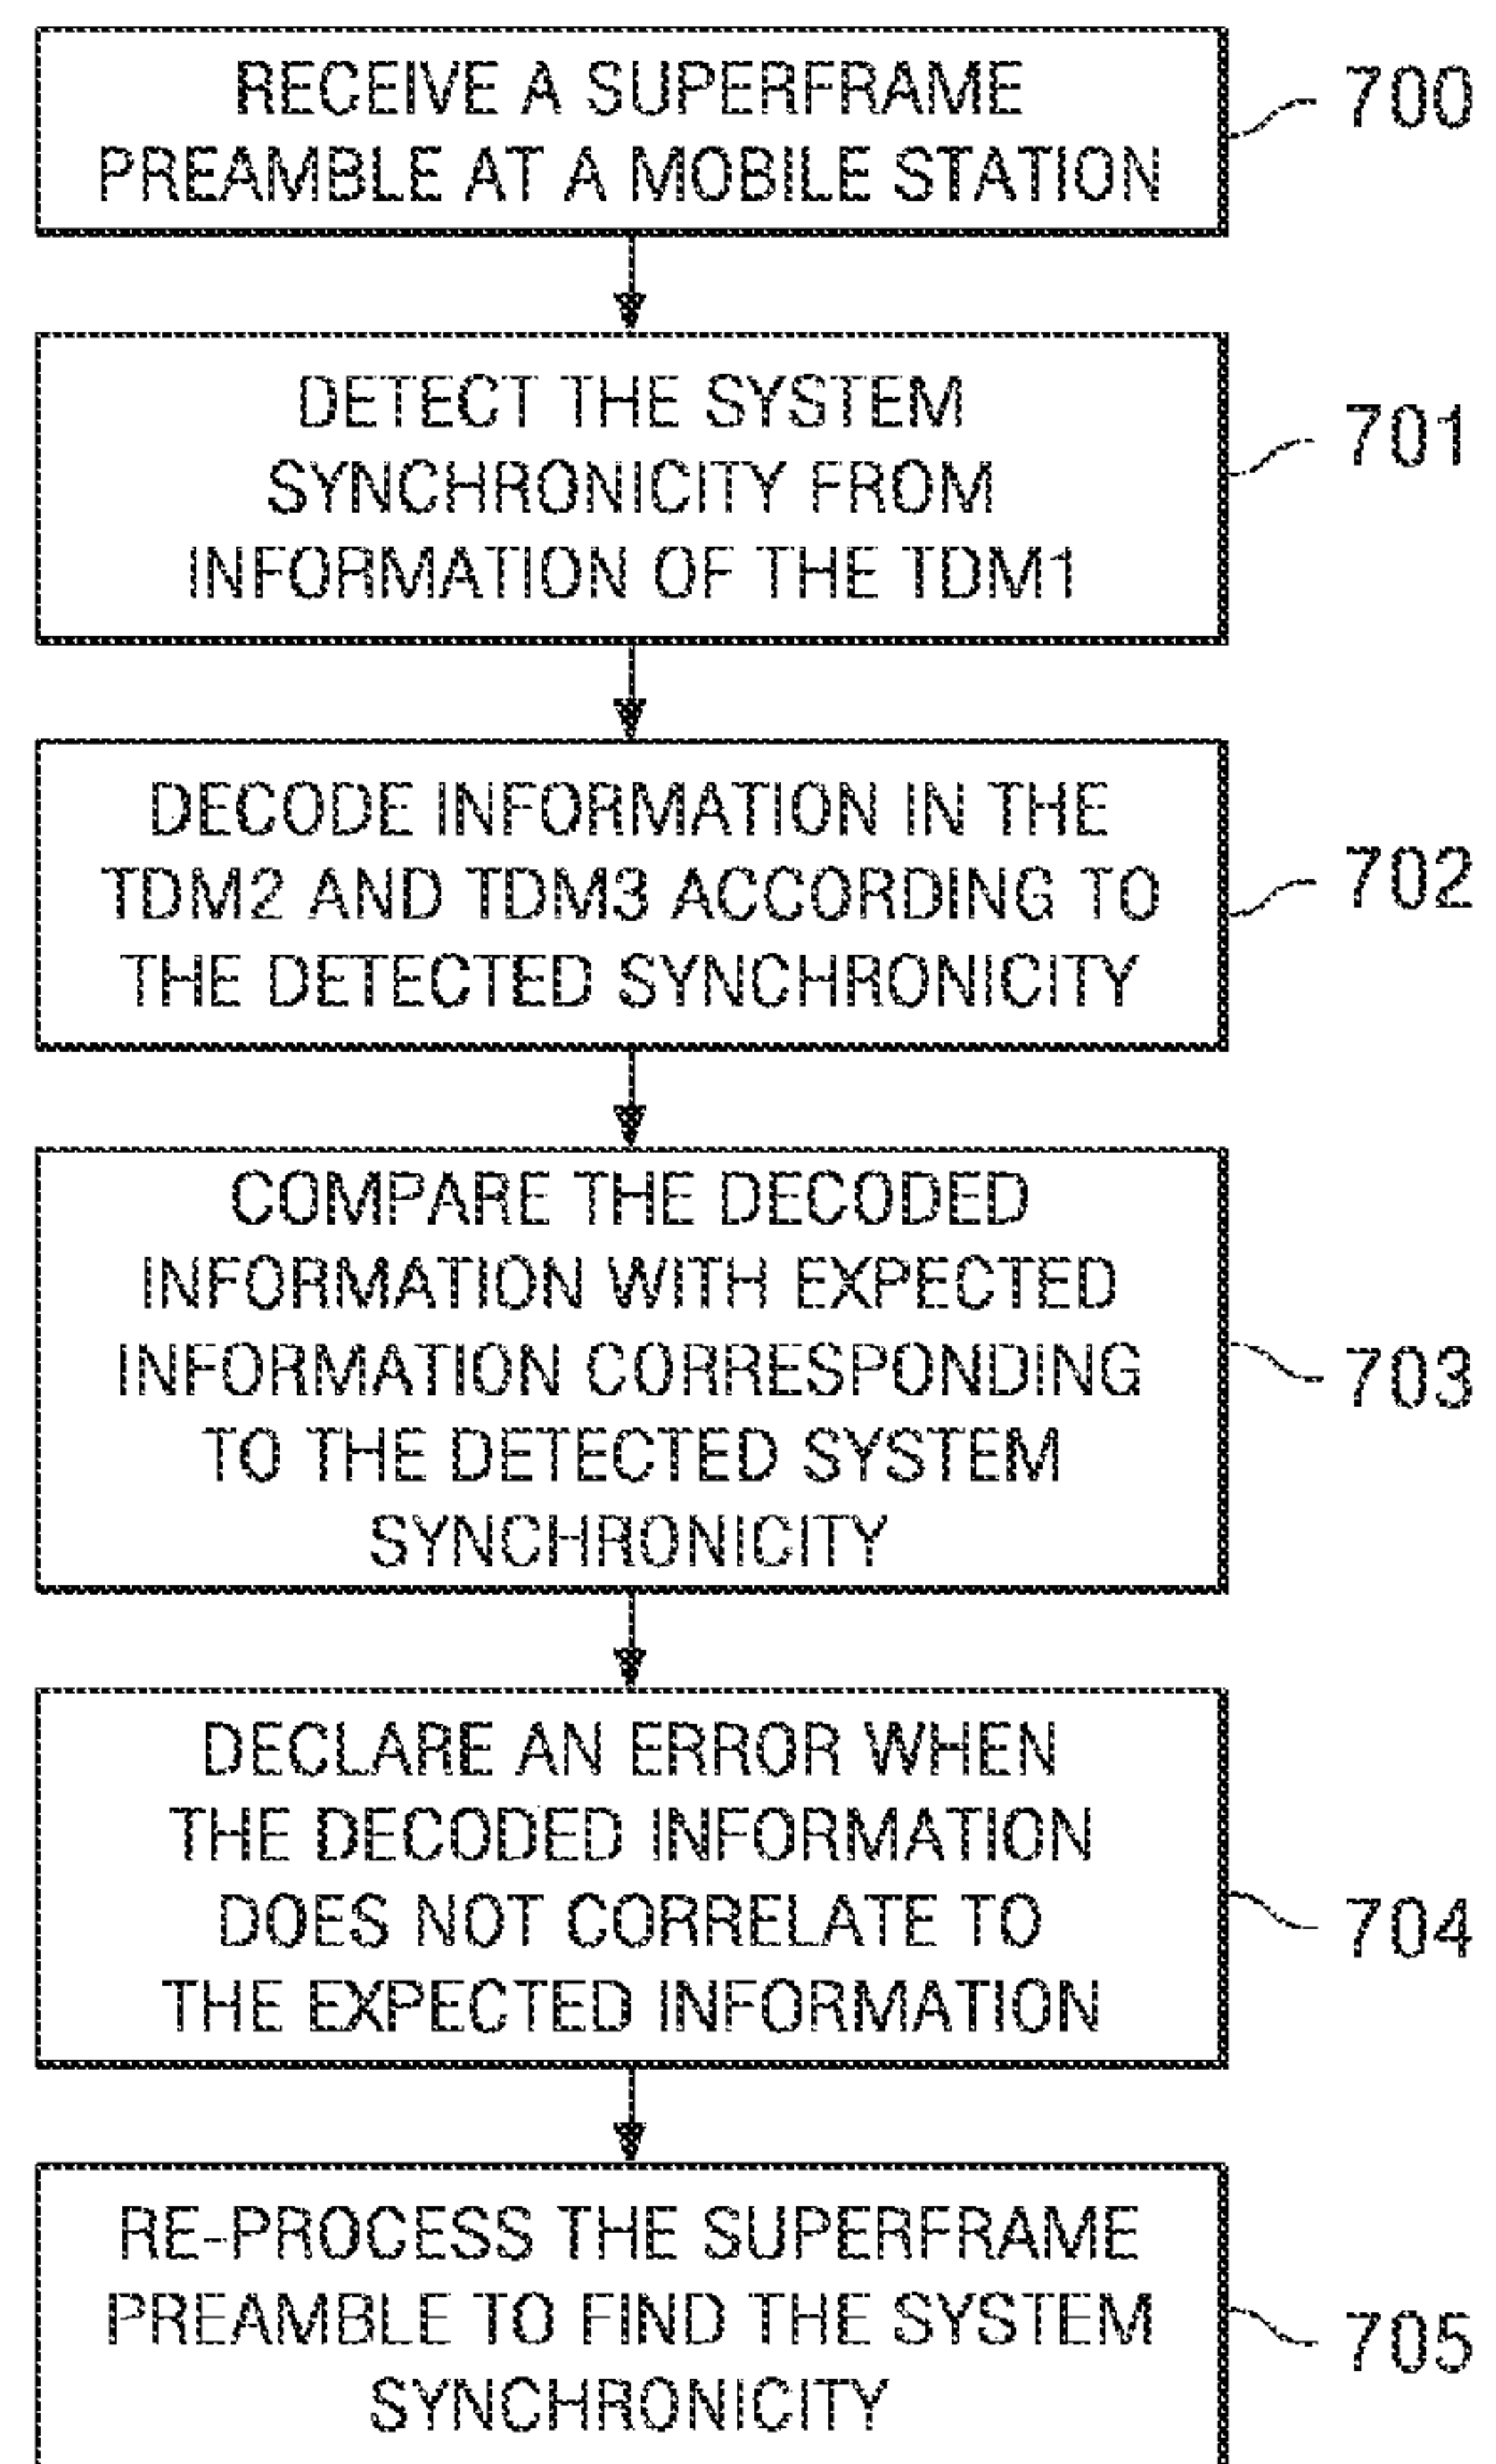 RECEIVE A SUPERFRAME
PREAMBLE AT A MOBILE STATION
700
DETECT THE SYSTEM
SYNCHRONICITY FROM
INFORMATION OF THE TDM1
701
DECODE INFORMATION IN THE
TDM2 AND TDM3 ACCORDING TO
THE DETECTED SYNCHRONICITY
702
COMPARE THE DECODED
INFORMATION WITH EXPECTED
INFORMATION CORRESPONDING
TO THE DETECTED SYSTEM
SYNCHRONICITY
703
DECLARE AN ERROR WHEN
THE DECODED INFORMATION
DOES NOT CORRELATE TO
THE EXPECTED INFORMATION
704
RE-PROCESS THE SUPERFRAME
PREAMBLE TO FIND THE SYSTEM
SYNCHRONICITY
705